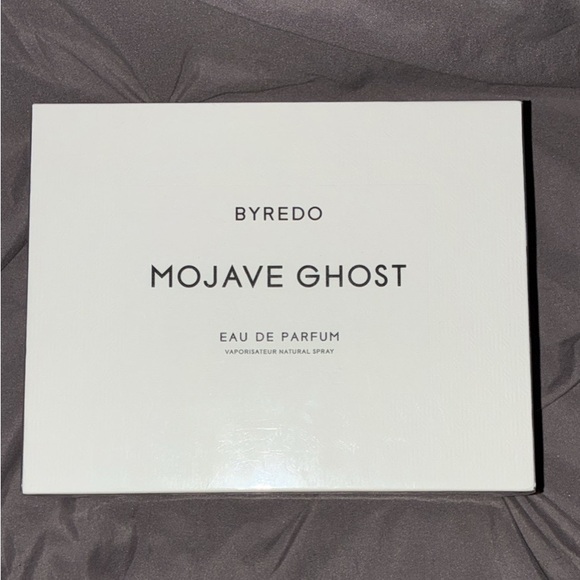 BYREDO
MOJAVE GHOST
EAU DE PARFUM
VAPORISATEUR NATURAL SPRAY